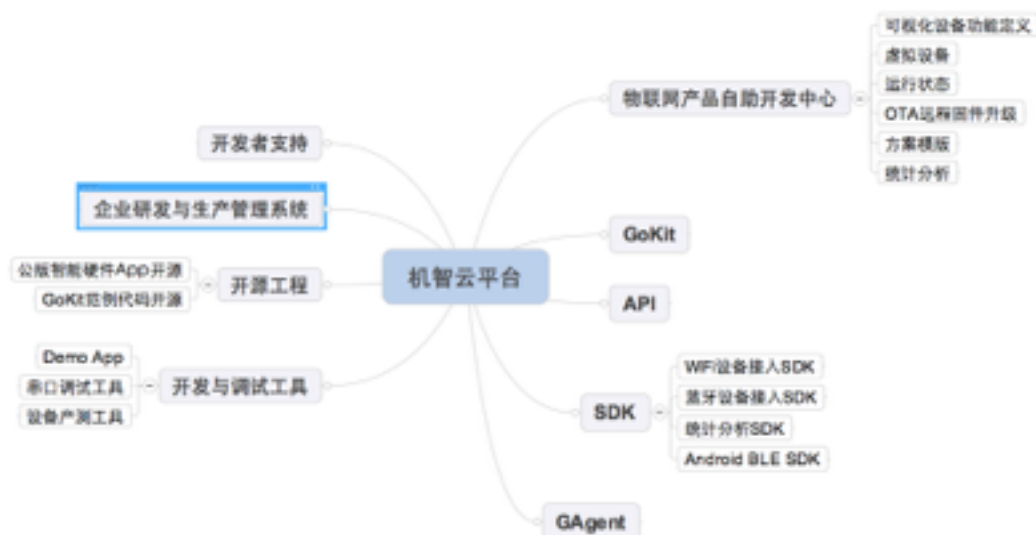 机智云平台
物联网产品自助开发中心
可视化设备功能定义
虚拟设备
运行状态
OTA远程固件升级
方案模版
统计分析
GoKit
API
SDK
WiFi设备接入SDK
蓝牙设备接入SDK
统计分析SDK
Android BLE SDK
GAgent
开发者支持
企业研发与生产管理系统
开源工程
公版智能硬件App开源
GoKit范例代码开源
开发与调试工具
Demo App
串口调试工具
设备产测工具